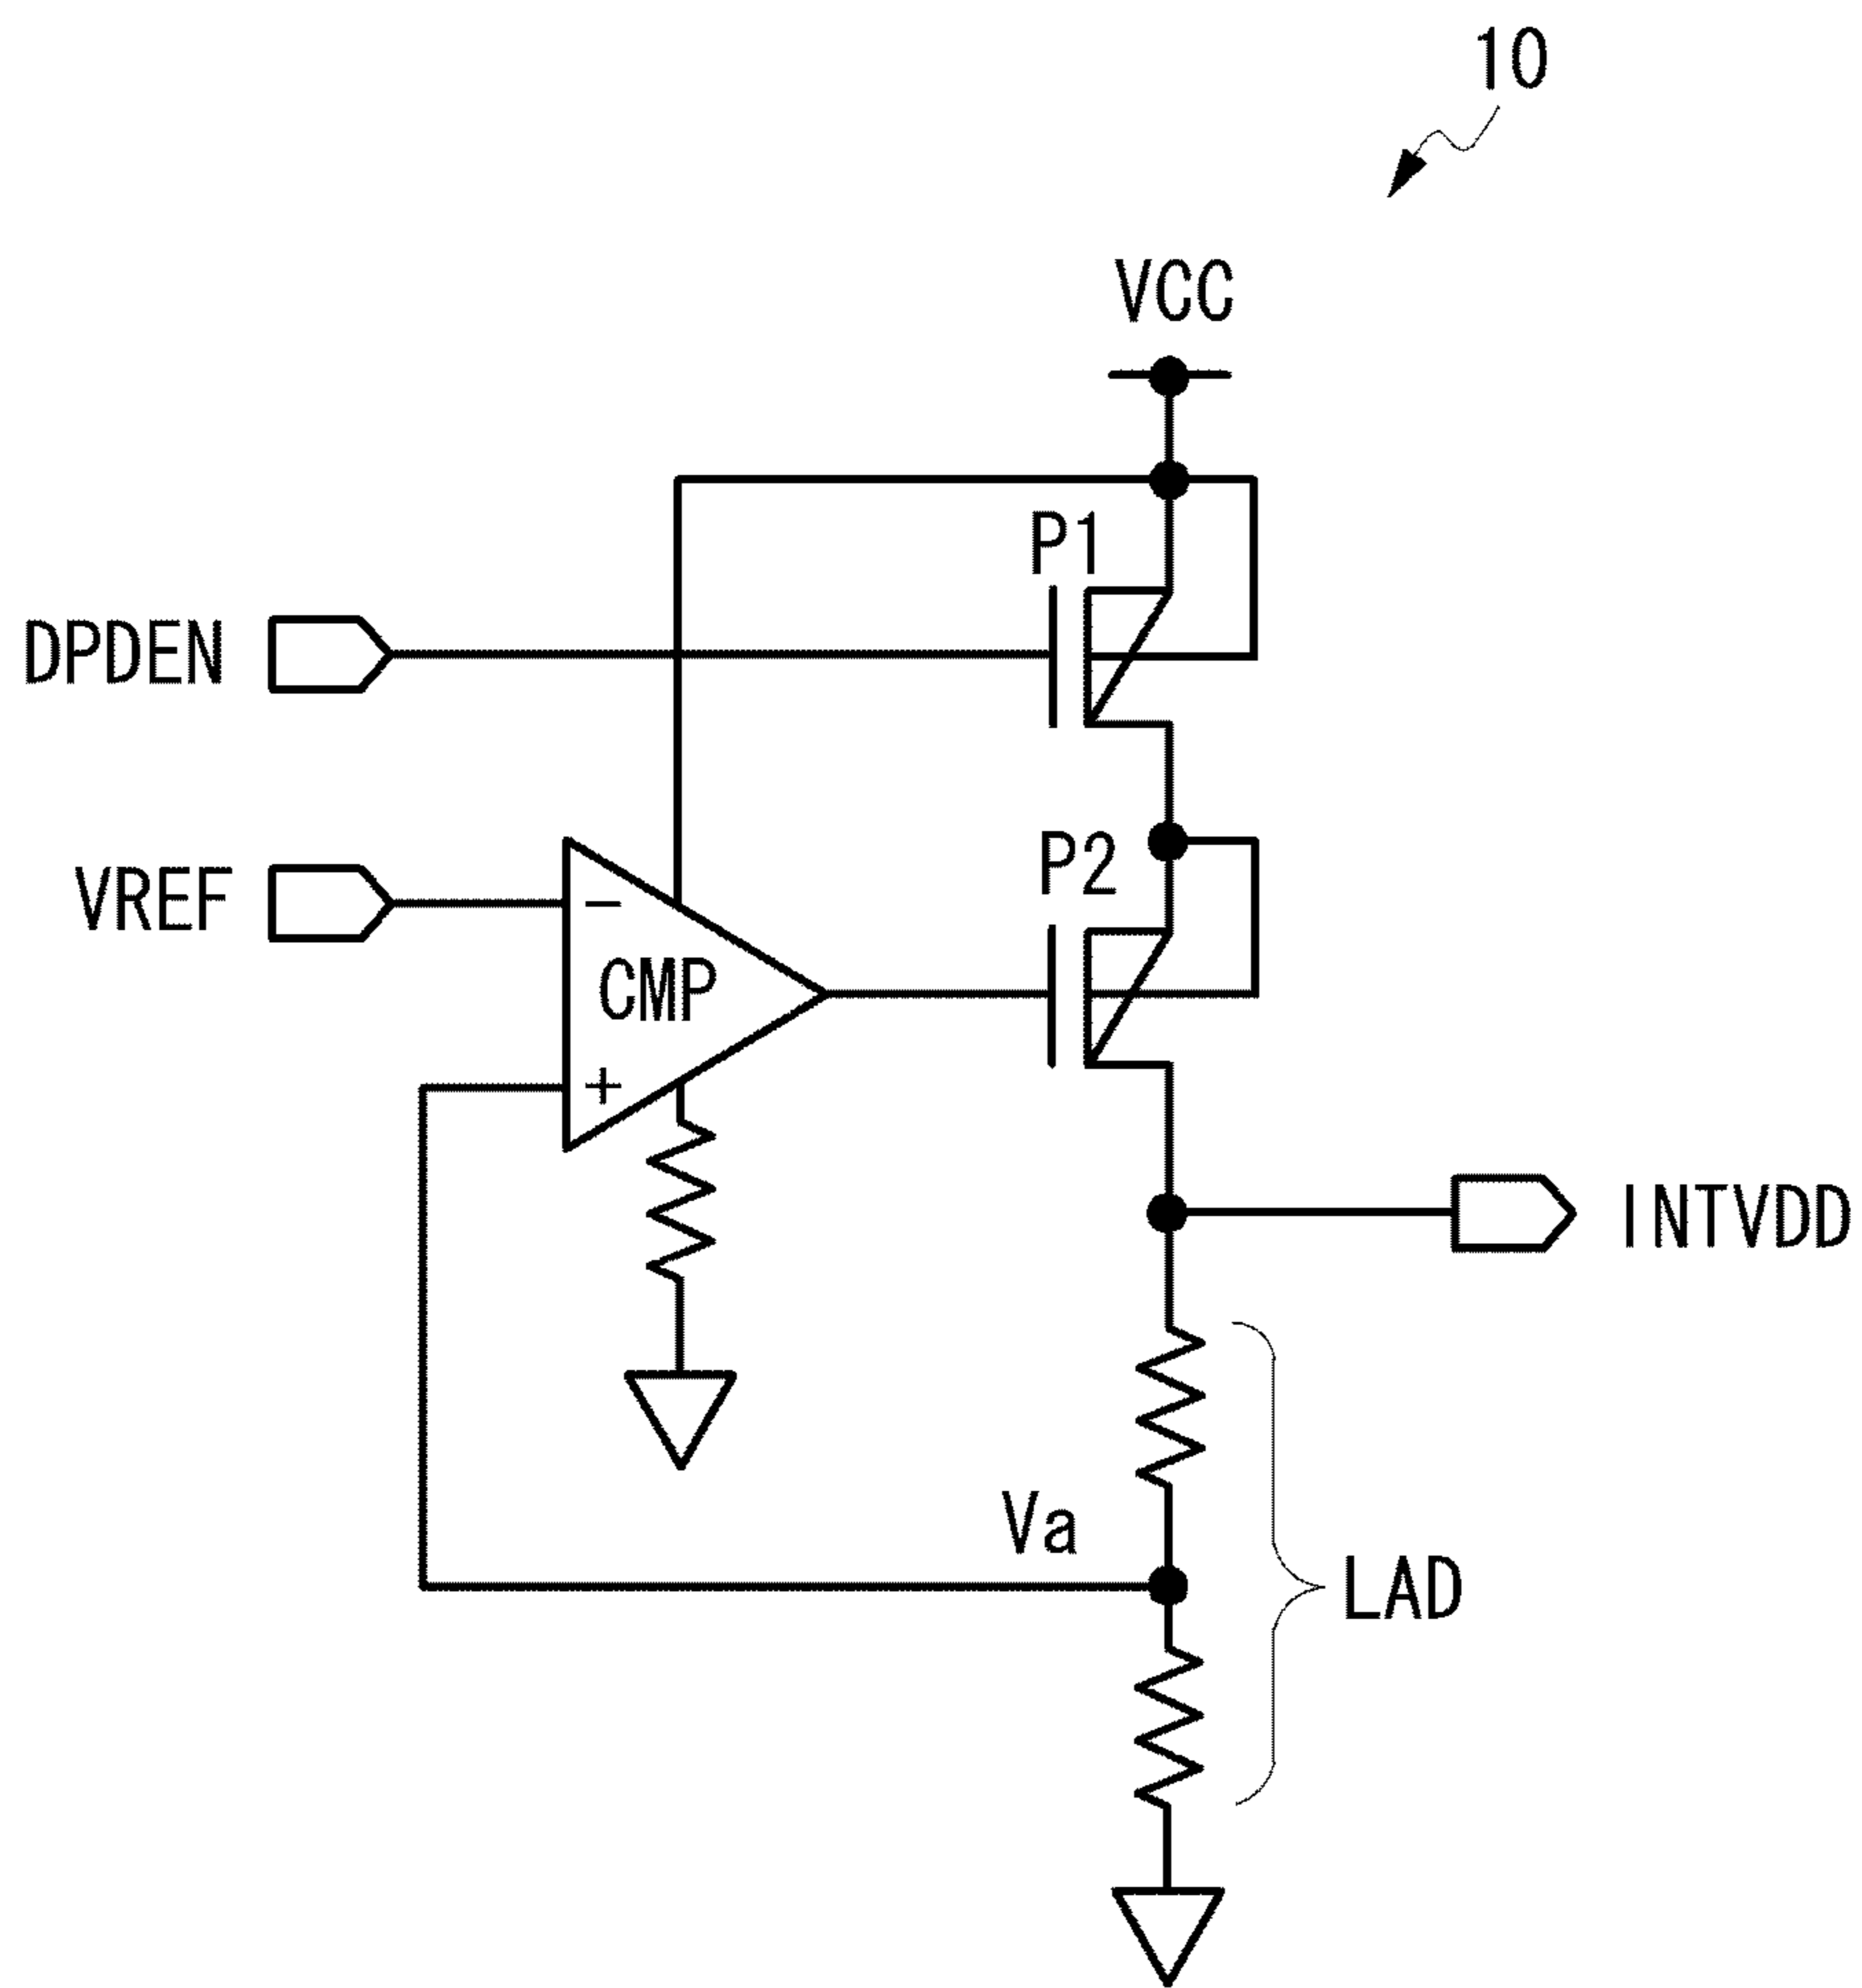 10
VCC
P1
DPDEN
P2
VREF
-
CMP
+
INTVDD
Va
LAD